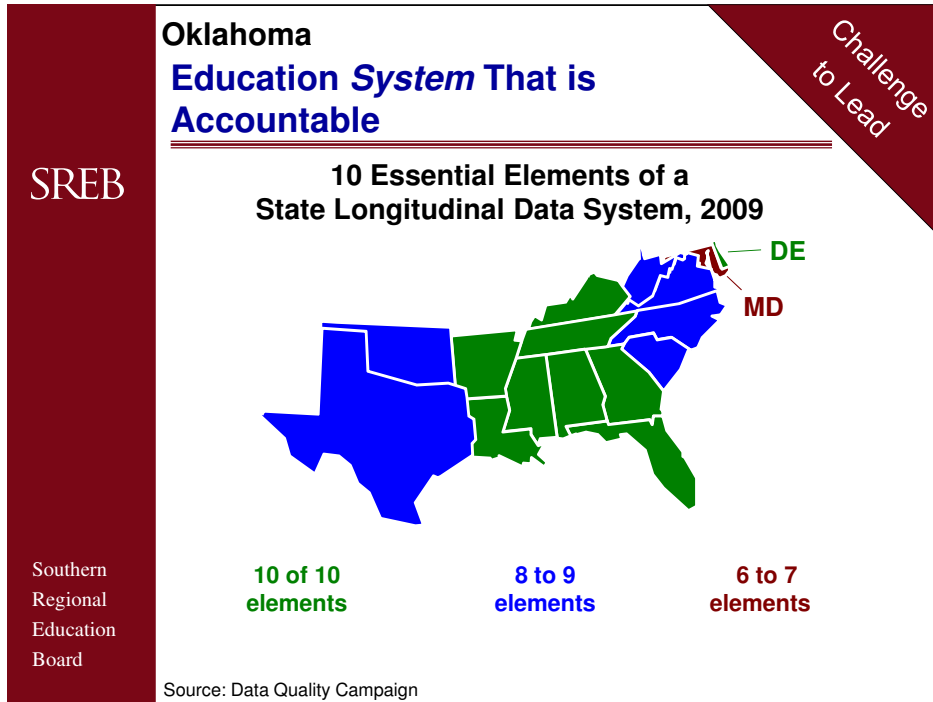 Oklahoma
Education System That is
Accountable
Challenge
to Lead
SREB
10 Essential Elements of a
State Longitudinal Data System, 2009
DE
MD
10 of 10
elements
8 to 9
elements
6 to 7
elements
Southern
Regional
Education
Board
Source: Data Quality Campaign